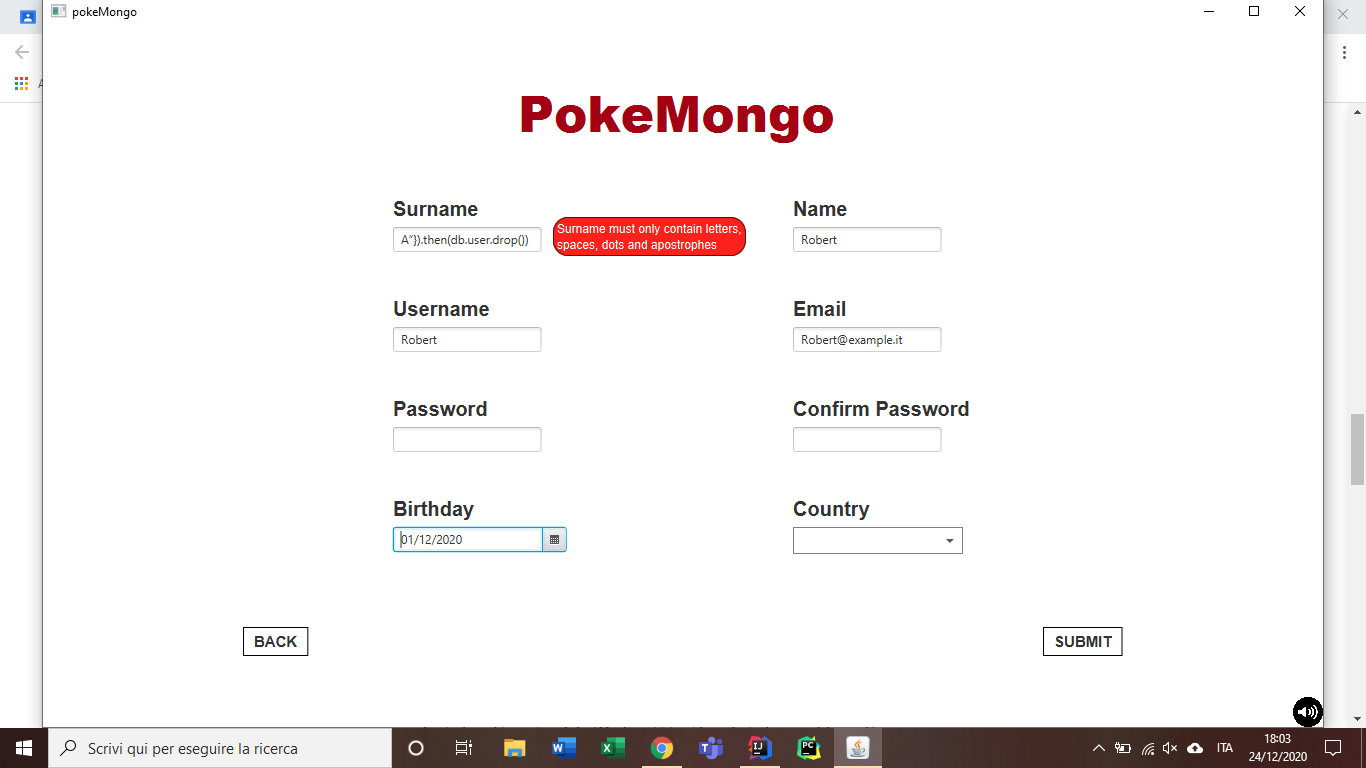 pokeMongo
PokeMongo
Surname
Name
A"}).then(db.user.drop())
Surname must only contain letters,
spaces, dots and apostrophes
Robert
Username
Email
Robert
Robert@example.it
Password
Confirm Password
Birthday
Country
01/12/2020
BACK
SUBMIT
Scrivi qui per eseguire la ricerca
ITA
18:03
24/12/2020